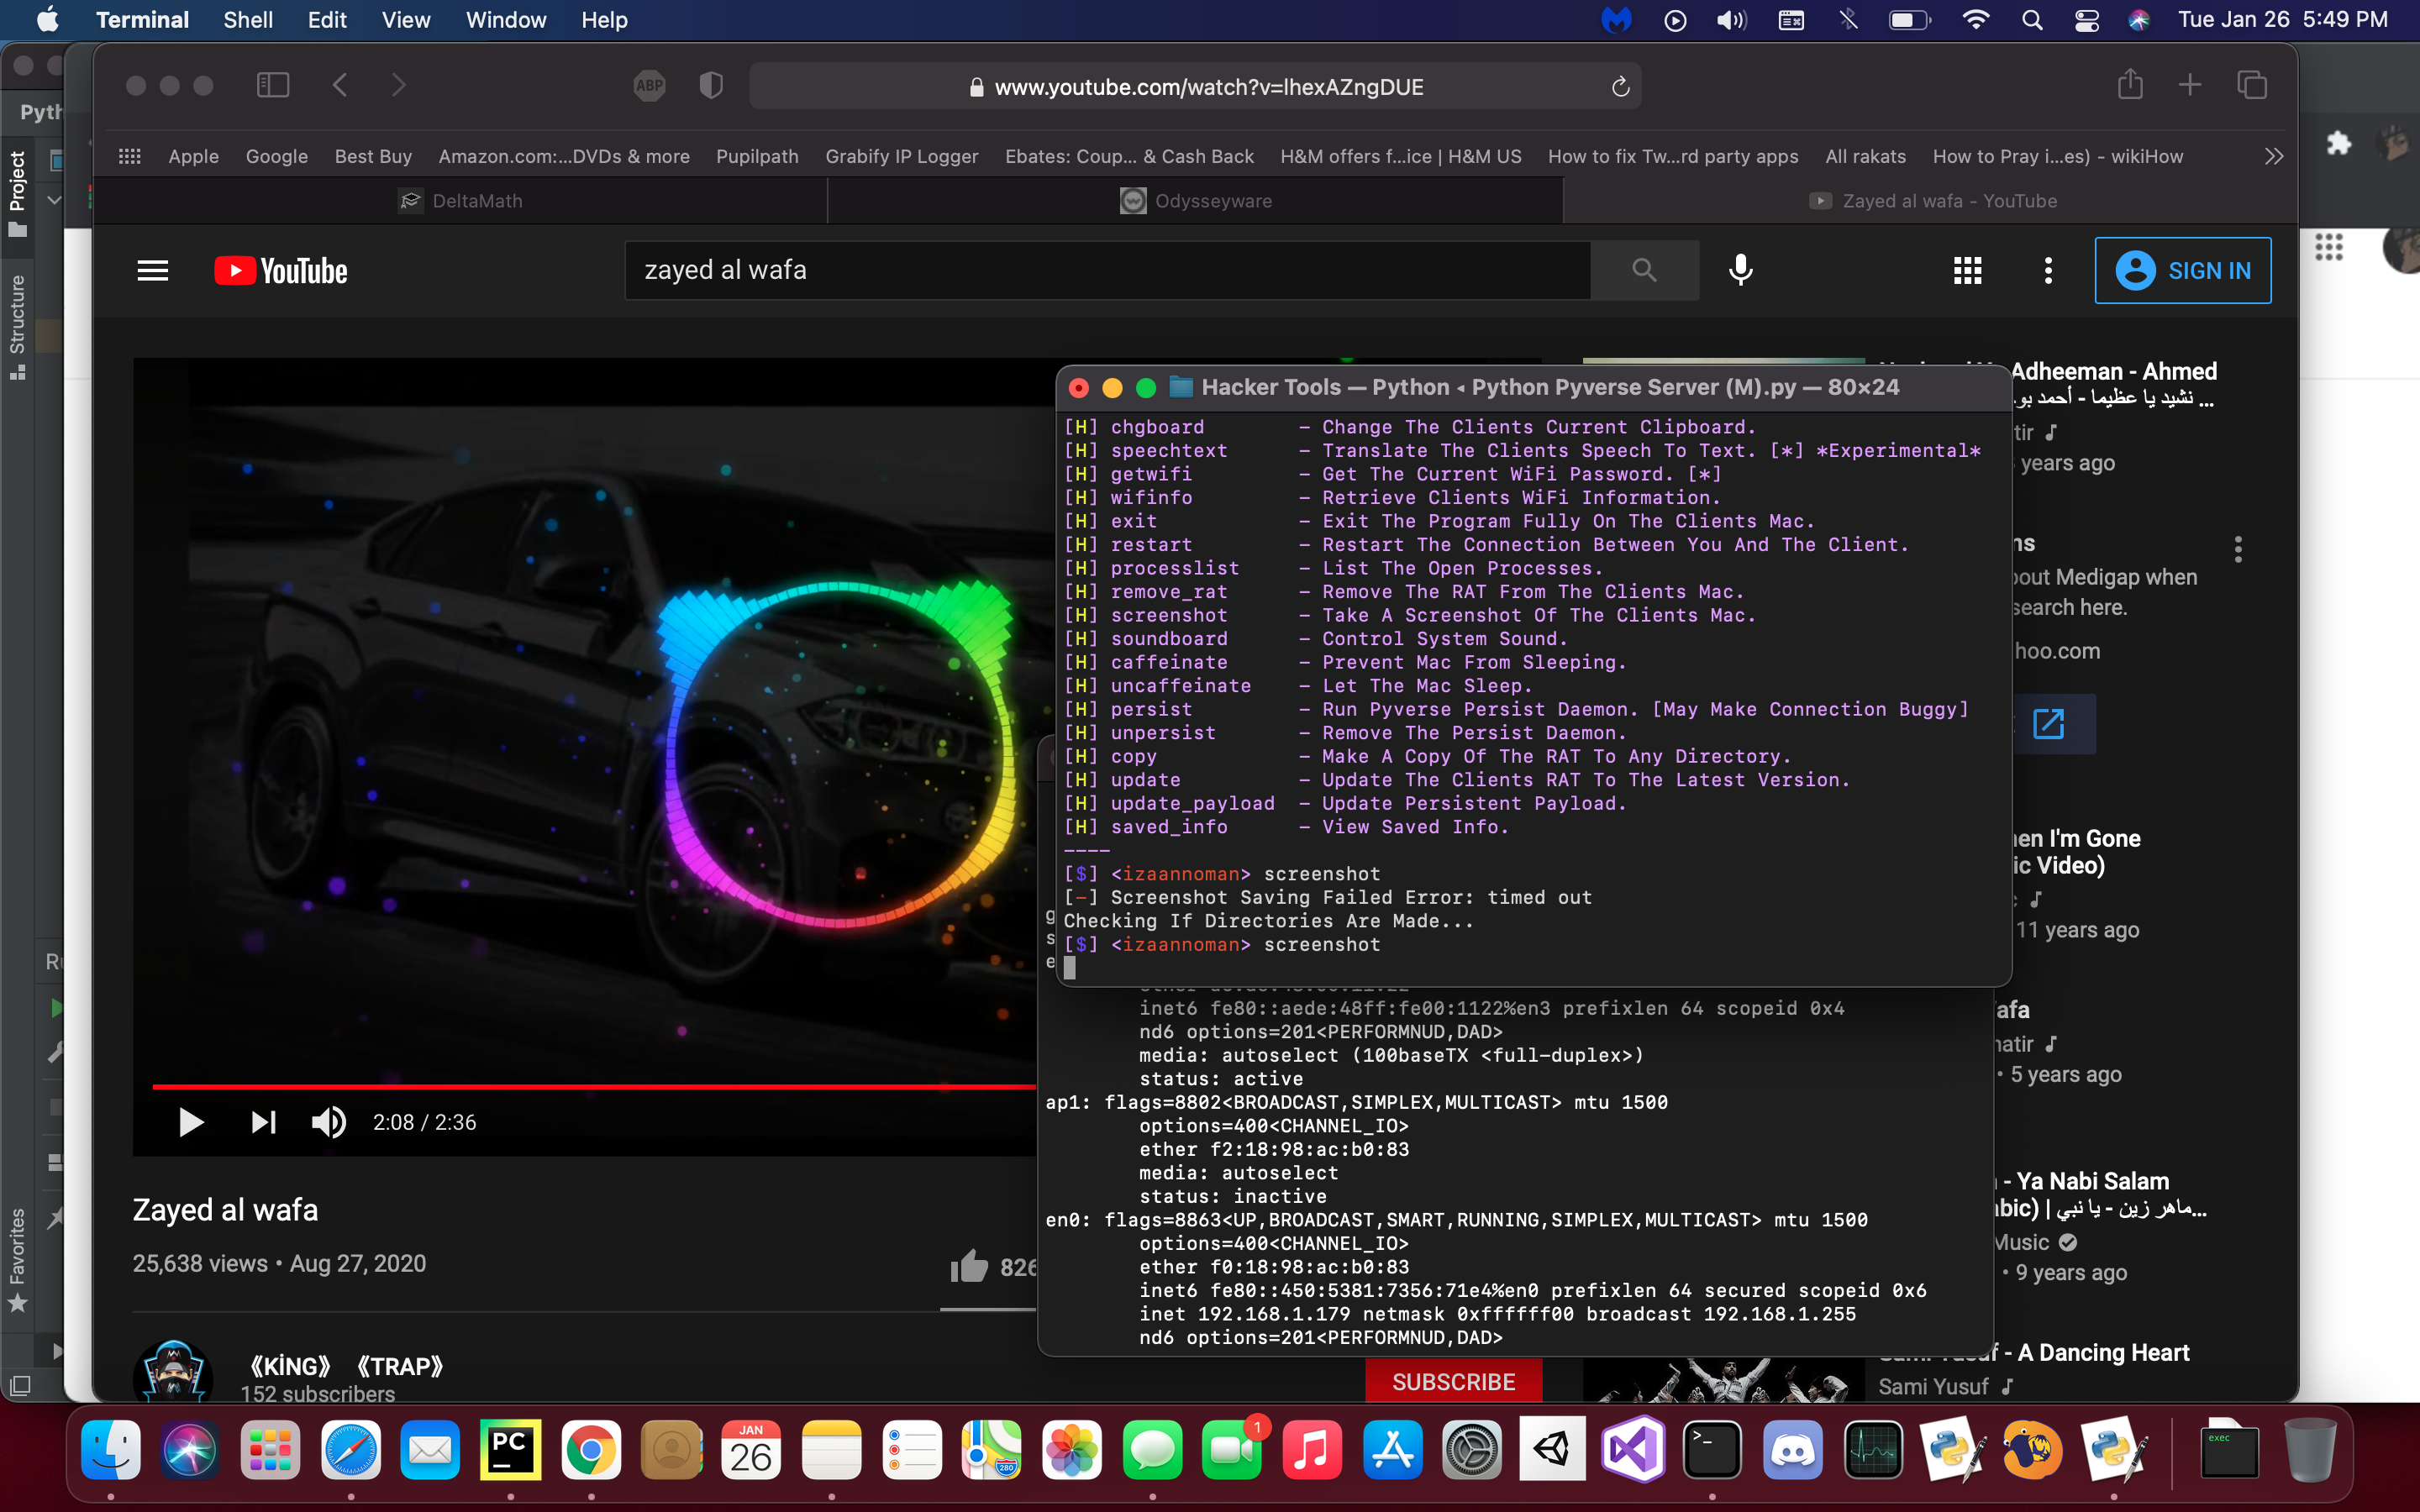 Terminal Shell Edit View Window Help Tue Jan 26 5:49 PM
Pyth
ABP www.youtube.com/watch?v=lhexAZngDUE
Apple Google Best Buy Amazon.com:...DVDs & more Pupilpath Grabify IP Logger Ebates: Coup... & Cash Back H&M offers f...ice | H&M US How to fix Tw...rd party apps All rakats How to Pray i...es) - wikiHow
DeltaMath Odysseyware Zayed al wafa - YouTube
Project
Structure
Favorites
YouTube zayed al wafa SIGN IN
Hacker Tools — Python ◂ Python Pyverse Server (M).py — 80×24
[H] chgboard – Change The Clients Current Clipboard.
[H] speechtext – Translate The Clients Speech To Text. [*] *Experimental*
[H] getwifi – Get The Current WiFi Password. [*]
[H] wifinfo – Retrieve Clients WiFi Information.
[H] exit – Exit The Program Fully On The Clients Mac.
[H] restart – Restart The Connection Between You And The Client.
[H] processlist – List The Open Processes.
[H] remove_rat – Remove The RAT From The Clients Mac.
[H] screenshot – Take A Screenshot Of The Clients Mac.
[H] soundboard – Control System Sound.
[H] caffeinate – Prevent Mac From Sleeping.
[H] uncaffeinate – Let The Mac Sleep.
[H] persist – Run Pyverse Persist Daemon. [May Make Connection Buggy]
[H] unpersist – Remove The Persist Daemon.
[H] copy – Make A Copy Of The RAT To Any Directory.
[H] update – Update The Clients RAT To The Latest Version.
[H] update_payload – Update Persistent Payload.
[H] saved_info – View Saved Info.
----
[$] <izaannoman> screenshot
[-] Screenshot Saving Failed Error: timed out
Checking If Directories Are Made...
[$] <izaannoman> screenshot
inet6 fe80::aede:48ff:fe00:1122%en3 prefixlen 64 scopeid 0x4
nd6 options=201<PERFORMNUD,DAD>
media: autoselect (100baseTX <full-duplex>)
status: active
ap1: flags=8802<BROADCAST,SIMPLEX,MULTICAST> mtu 1500
options=400<CHANNEL_IO>
ether f2:18:98:ac:b0:83
media: autoselect
status: inactive
en0: flags=8863<UP,BROADCAST,SMART,RUNNING,SIMPLEX,MULTICAST> mtu 1500
options=400<CHANNEL_IO>
ether f0:18:98:ac:b0:83
inet6 fe80::450:5381:7356:71e4%en0 prefixlen 64 secured scopeid 0x6
inet 192.168.1.179 netmask 0xffffff00 broadcast 192.168.1.255
nd6 options=201<PERFORMNUD,DAD>
Adheeman - Ahmed
نشيد يا عظيما - أحمد بو ...
tir
years ago
ns
out Medigap when
search here.
hoo.com
en I'm Gone
ic Video)
11 years ago
afa
natir
• 5 years ago
- Ya Nabi Salam
bic) | ماهر زين - يا نبي...
Music
• 9 years ago
- A Dancing Heart
Sami Yusuf
2:08 / 2:36
Zayed al wafa
25,638 views • Aug 27, 2020
826
《KİNG》 《TRAP》
152 subscribers
SUBSCRIBE
PC
JAN
26
280
1
exec